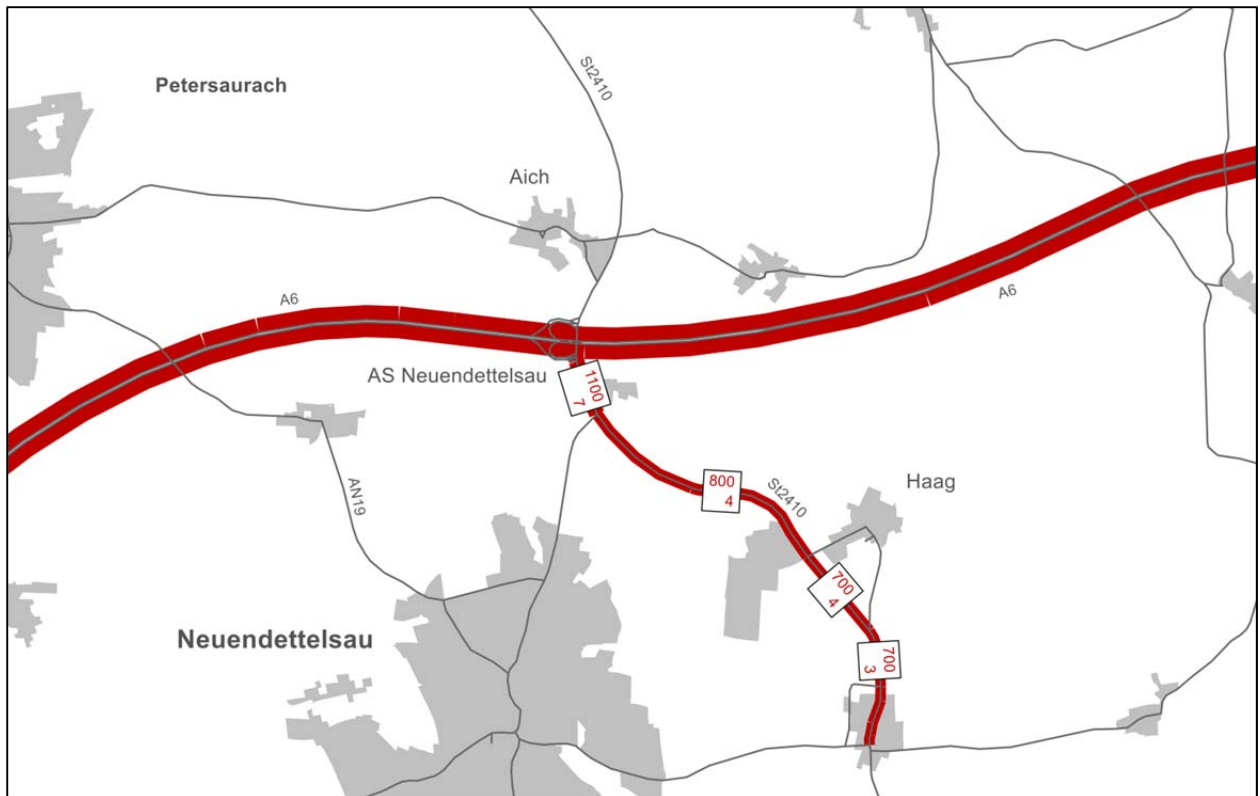 St2410
Petersaurach
Aich
A6
A6
AS Neuendettelsau
1100
7
800
4
St2410
Haag
AN19
700
4
Neuendettelsau
700
3